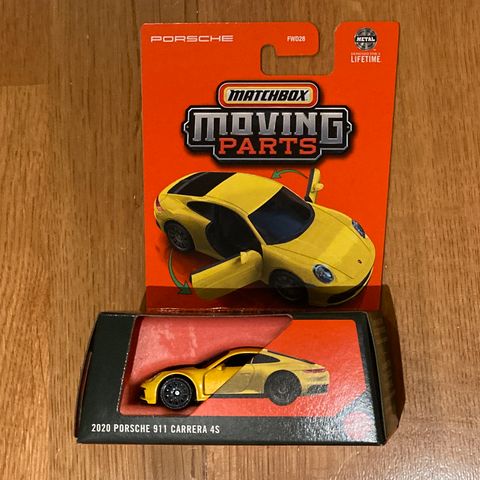 PORSCHE
FWD28
METAL
LIFETIME
MATCHBOX
MOVING
PARTS
2020 PORSCHE 911 CARRERA 4S